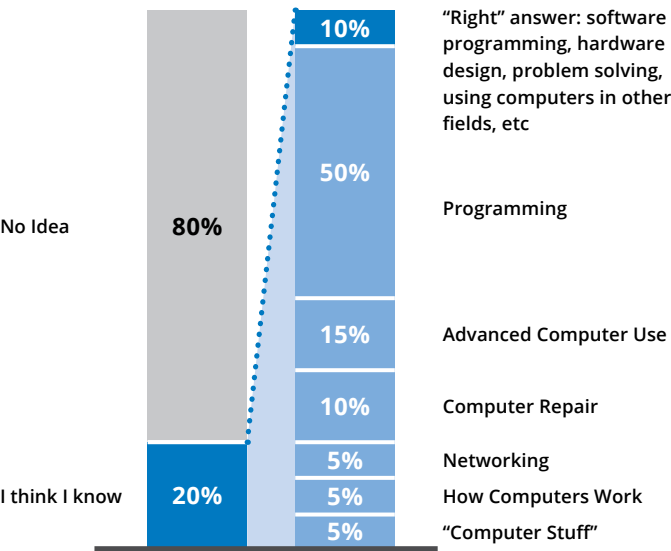 10%
“Right” answer: software
programming, hardware
design, problem solving,
using computers in other
fields, etc
50%
Programming
No Idea
80%
15%
Advanced Computer Use
10%
Computer Repair
5%
Networking
I think I know
20%
5%
How Computers Work
5%
“Computer Stuff”